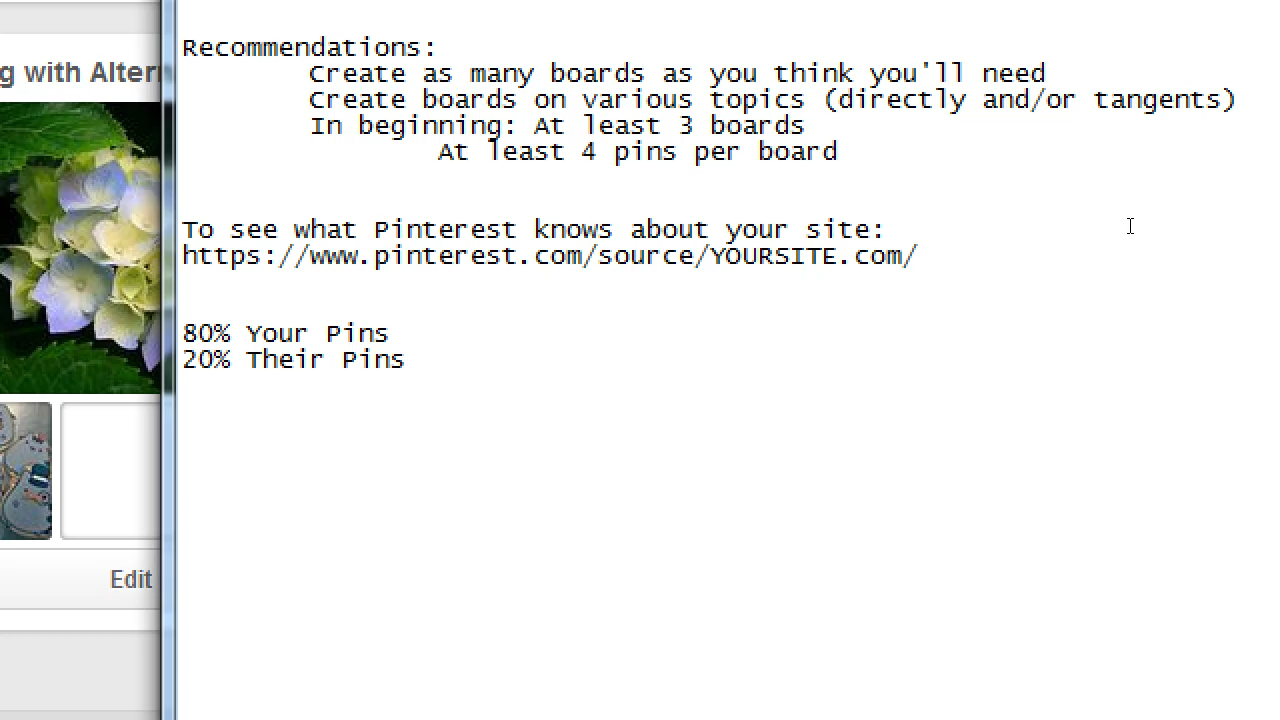 Recommendations:
g with Altern
Create as many boards as you think you'll need
Create boards on various topics (directly and/or tangents)
In beginning: At least 3 boards
At least 4 pins per board
To see what Pinterest knows about your site:
https://www.pinterest.com/source/YOURSITE.com/
80% Your Pins
20% Their Pins
Edit